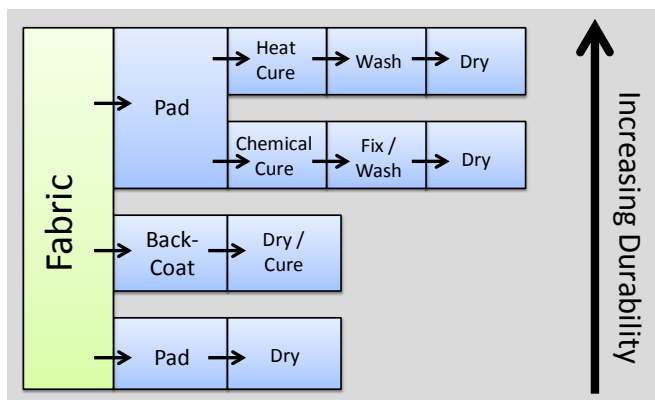 Fabric
Pad
Heat
Cure
Wash
Dry
Chemical
Cure
Fix /
Wash
Dry
Back-
Coat
Dry /
Cure
Pad
Dry
Increasing Durability